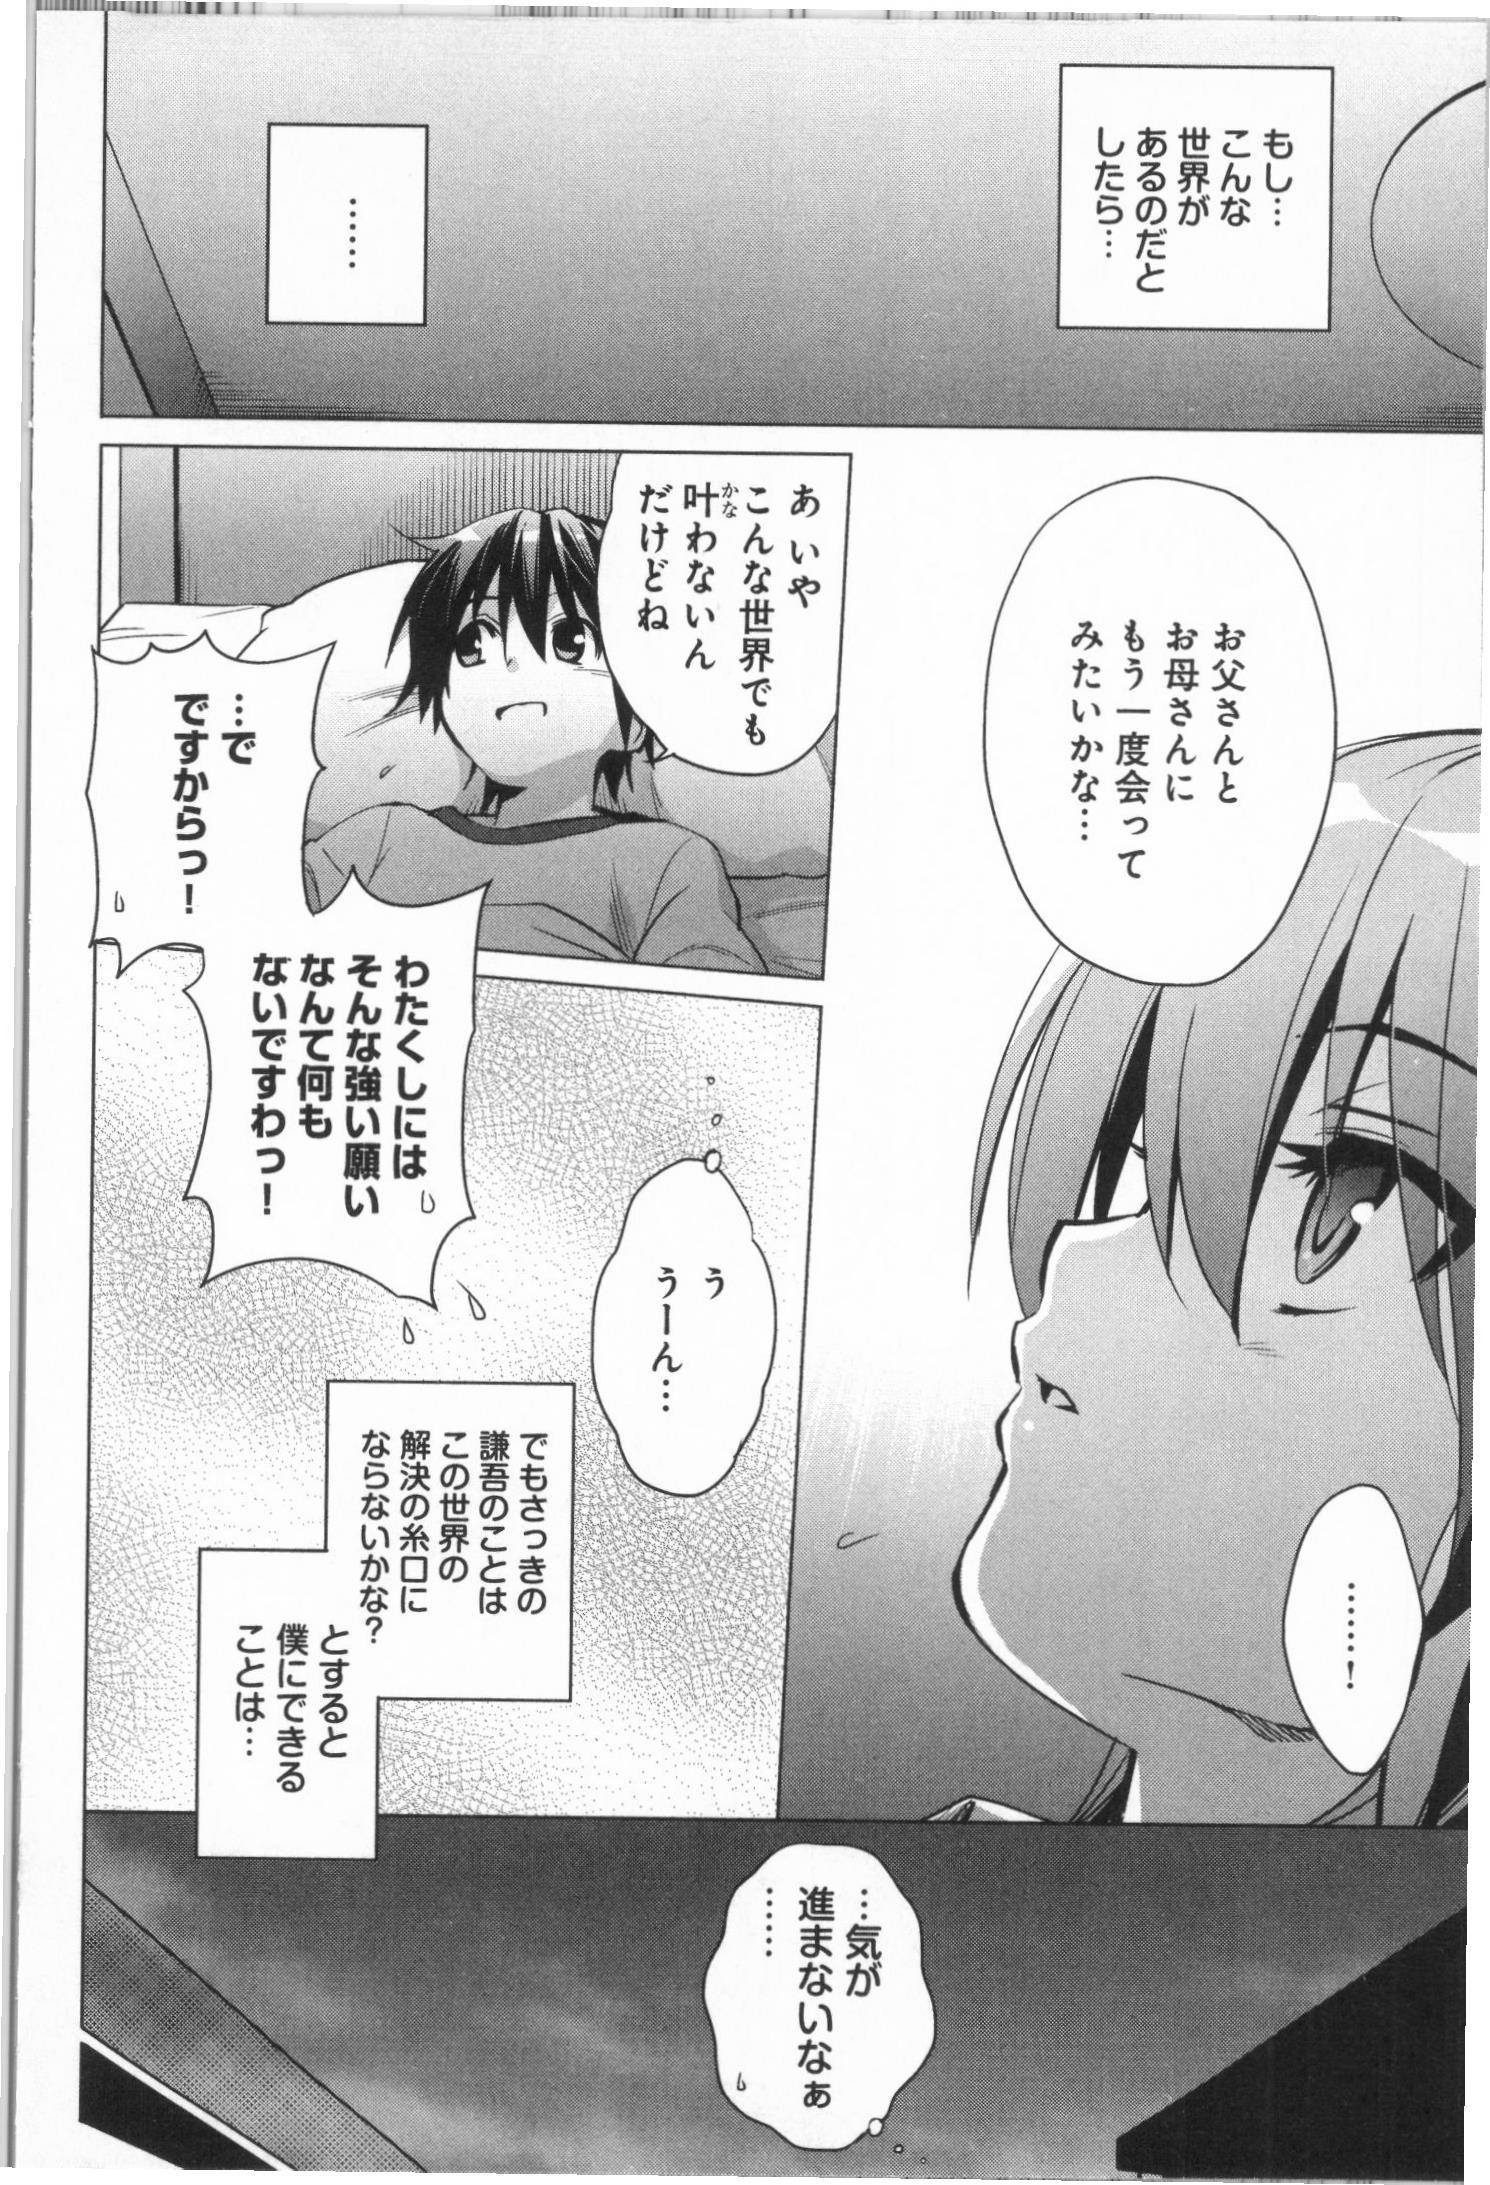 もし…
こんな
世界が
あるのだと
したら…
……
お父さんと
お母さんに
もう一度会って
みたいかな…
……！
あ いや
こんな世界でも
叶わないん
かな
だけどね
…で
ですからっ！
わたくしには
そんな強い願い
なんて何も
ないですわっ！
う
うーん…
でもさっきの
謙吾のことは
この世界の
解決の糸口に
ならないかな？
とすると
僕にできる
ことは…
…気が
進まないなぁ
……